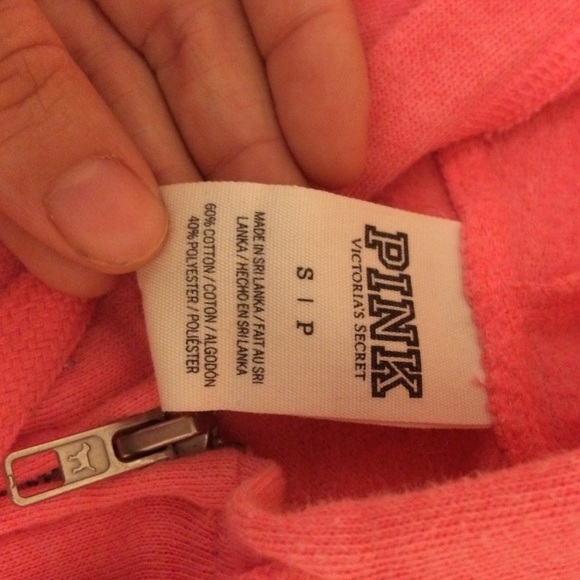 PINK
VICTORIA'S SECRET
S | P
MADE IN SRI LANKA / FAIT AU SRI
LANKA / HECHO EN SRI LANKA
60% COTTON / COTON / ALGODÓN
40% POLYESTER / POLIÉSTER